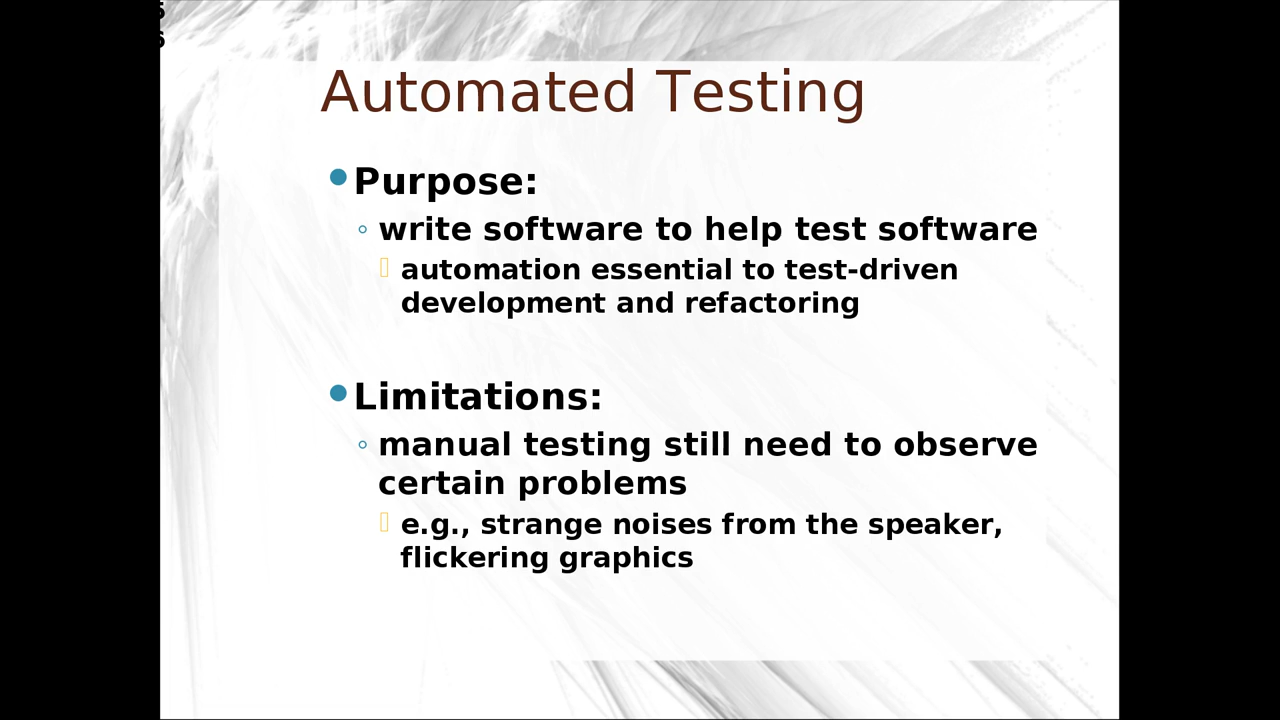 Automated Testing
Purpose:
write software to help test software
automation essential to test-driven
development and refactoring
Limitations:
manual testing still need to observe
certain problems
e.g., strange noises from the speaker,
flickering graphics